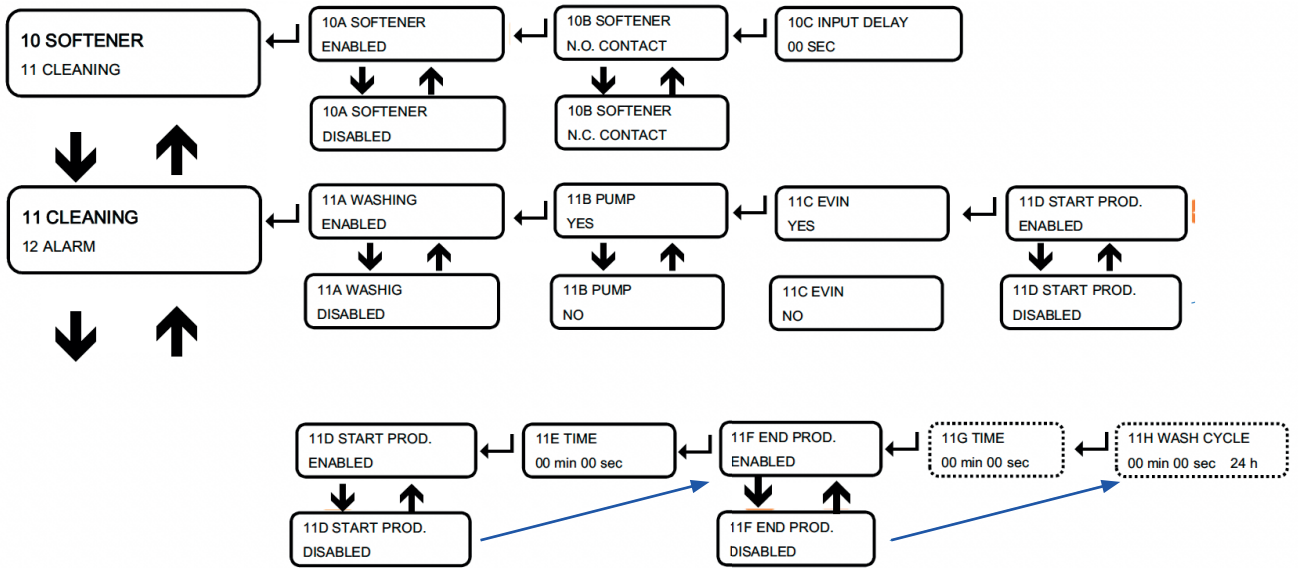 10 SOFTENER
11 CLEANING
10A SOFTENER
ENABLED
10B SOFTENER
N.O. CONTACT
10C INPUT DELAY
00 SEC
10A SOFTENER
DISABLED
10B SOFTENER
N.C. CONTACT
11 CLEANING
12 ALARM
11A WASHING
ENABLED
11B PUMP
YES
11C EVIN
YES
11D START PROD.
ENABLED
11A WASHIG
DISABLED
11B PUMP
NO
11C EVIN
NO
11D START PROD.
DISABLED
11D START PROD.
ENABLED
11E TIME
00 min 00 sec
11F END PROD.
ENABLED
11G TIME
00 min 00 sec
11H WASH CYCLE
00 min 00 sec 24 h
11D START PROD.
DISABLED
11F END PROD.
DISABLED